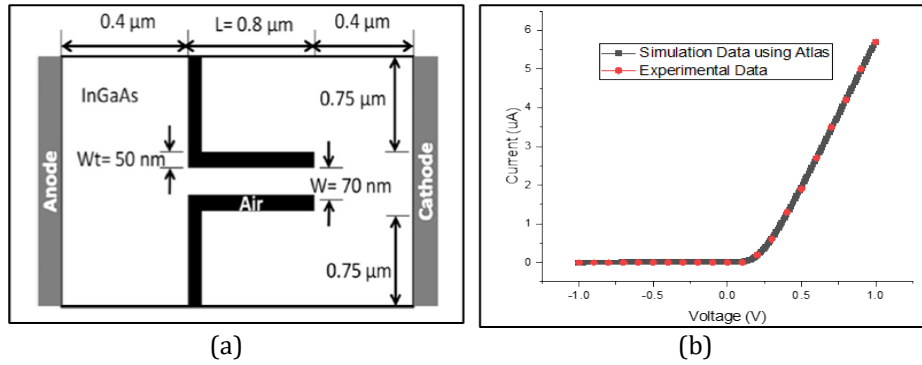 0.4 µm
L= 0.8 µm
0.4 µm
InGaAs
0.75 µm
Wt= 50 nm
W= 70 nm
Air
Anode
Cathode
0.75 µm
(a)
Simulation Data using Atlas
Experimental Data
Current (uA)
6
5
4
3
2
1
0
-1.0
-0.5
0.0
0.5
1.0
Voltage (V)
(b)